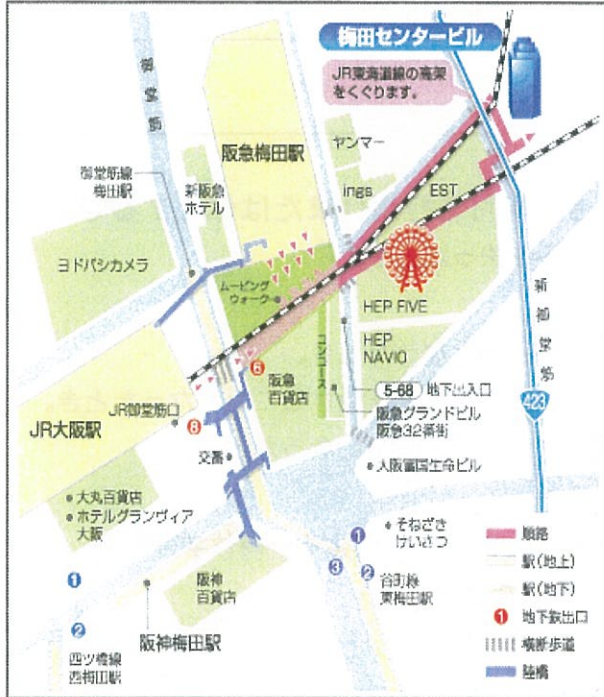 梅田センタービル
JR東海道線の高架
をくぐります。
御堂筋
阪急梅田駅
ヤンマー
御堂筋線
梅田駅
新阪急
ホテル
ings
EST
ヨドバシカメラ
ムービング
ウォーク
HEP FIVE
新御堂筋
コンコース
HEP
NAVIO
6
阪急
百貨店
5-68 地下出入口
423
JR大阪駅
JR御堂筋口
8
阪急グランドビル
阪急32番街
交番
大阪富国生命ビル
大丸百貨店
ホテルグランヴィア
大阪
そねざき
けいさつ
順路
1
駅(地上)
1
3
2
谷町線
東梅田駅
駅(地下)
阪神
百貨店
1 地下鉄出口
2
阪神梅田駅
横断歩道
四ツ橋線
西梅田駅
陸橋